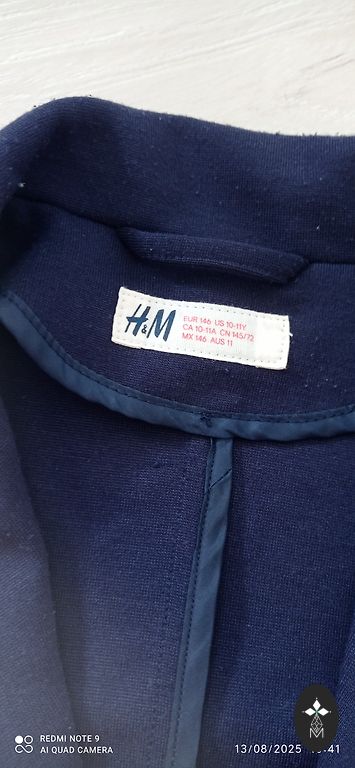 H&M
EUR 146 US 10-11Y
CA 10-11A CN 145/72
MX 146 AUS 11
REDMI NOTE 9
AI QUAD CAMERA
13/08/2025
M